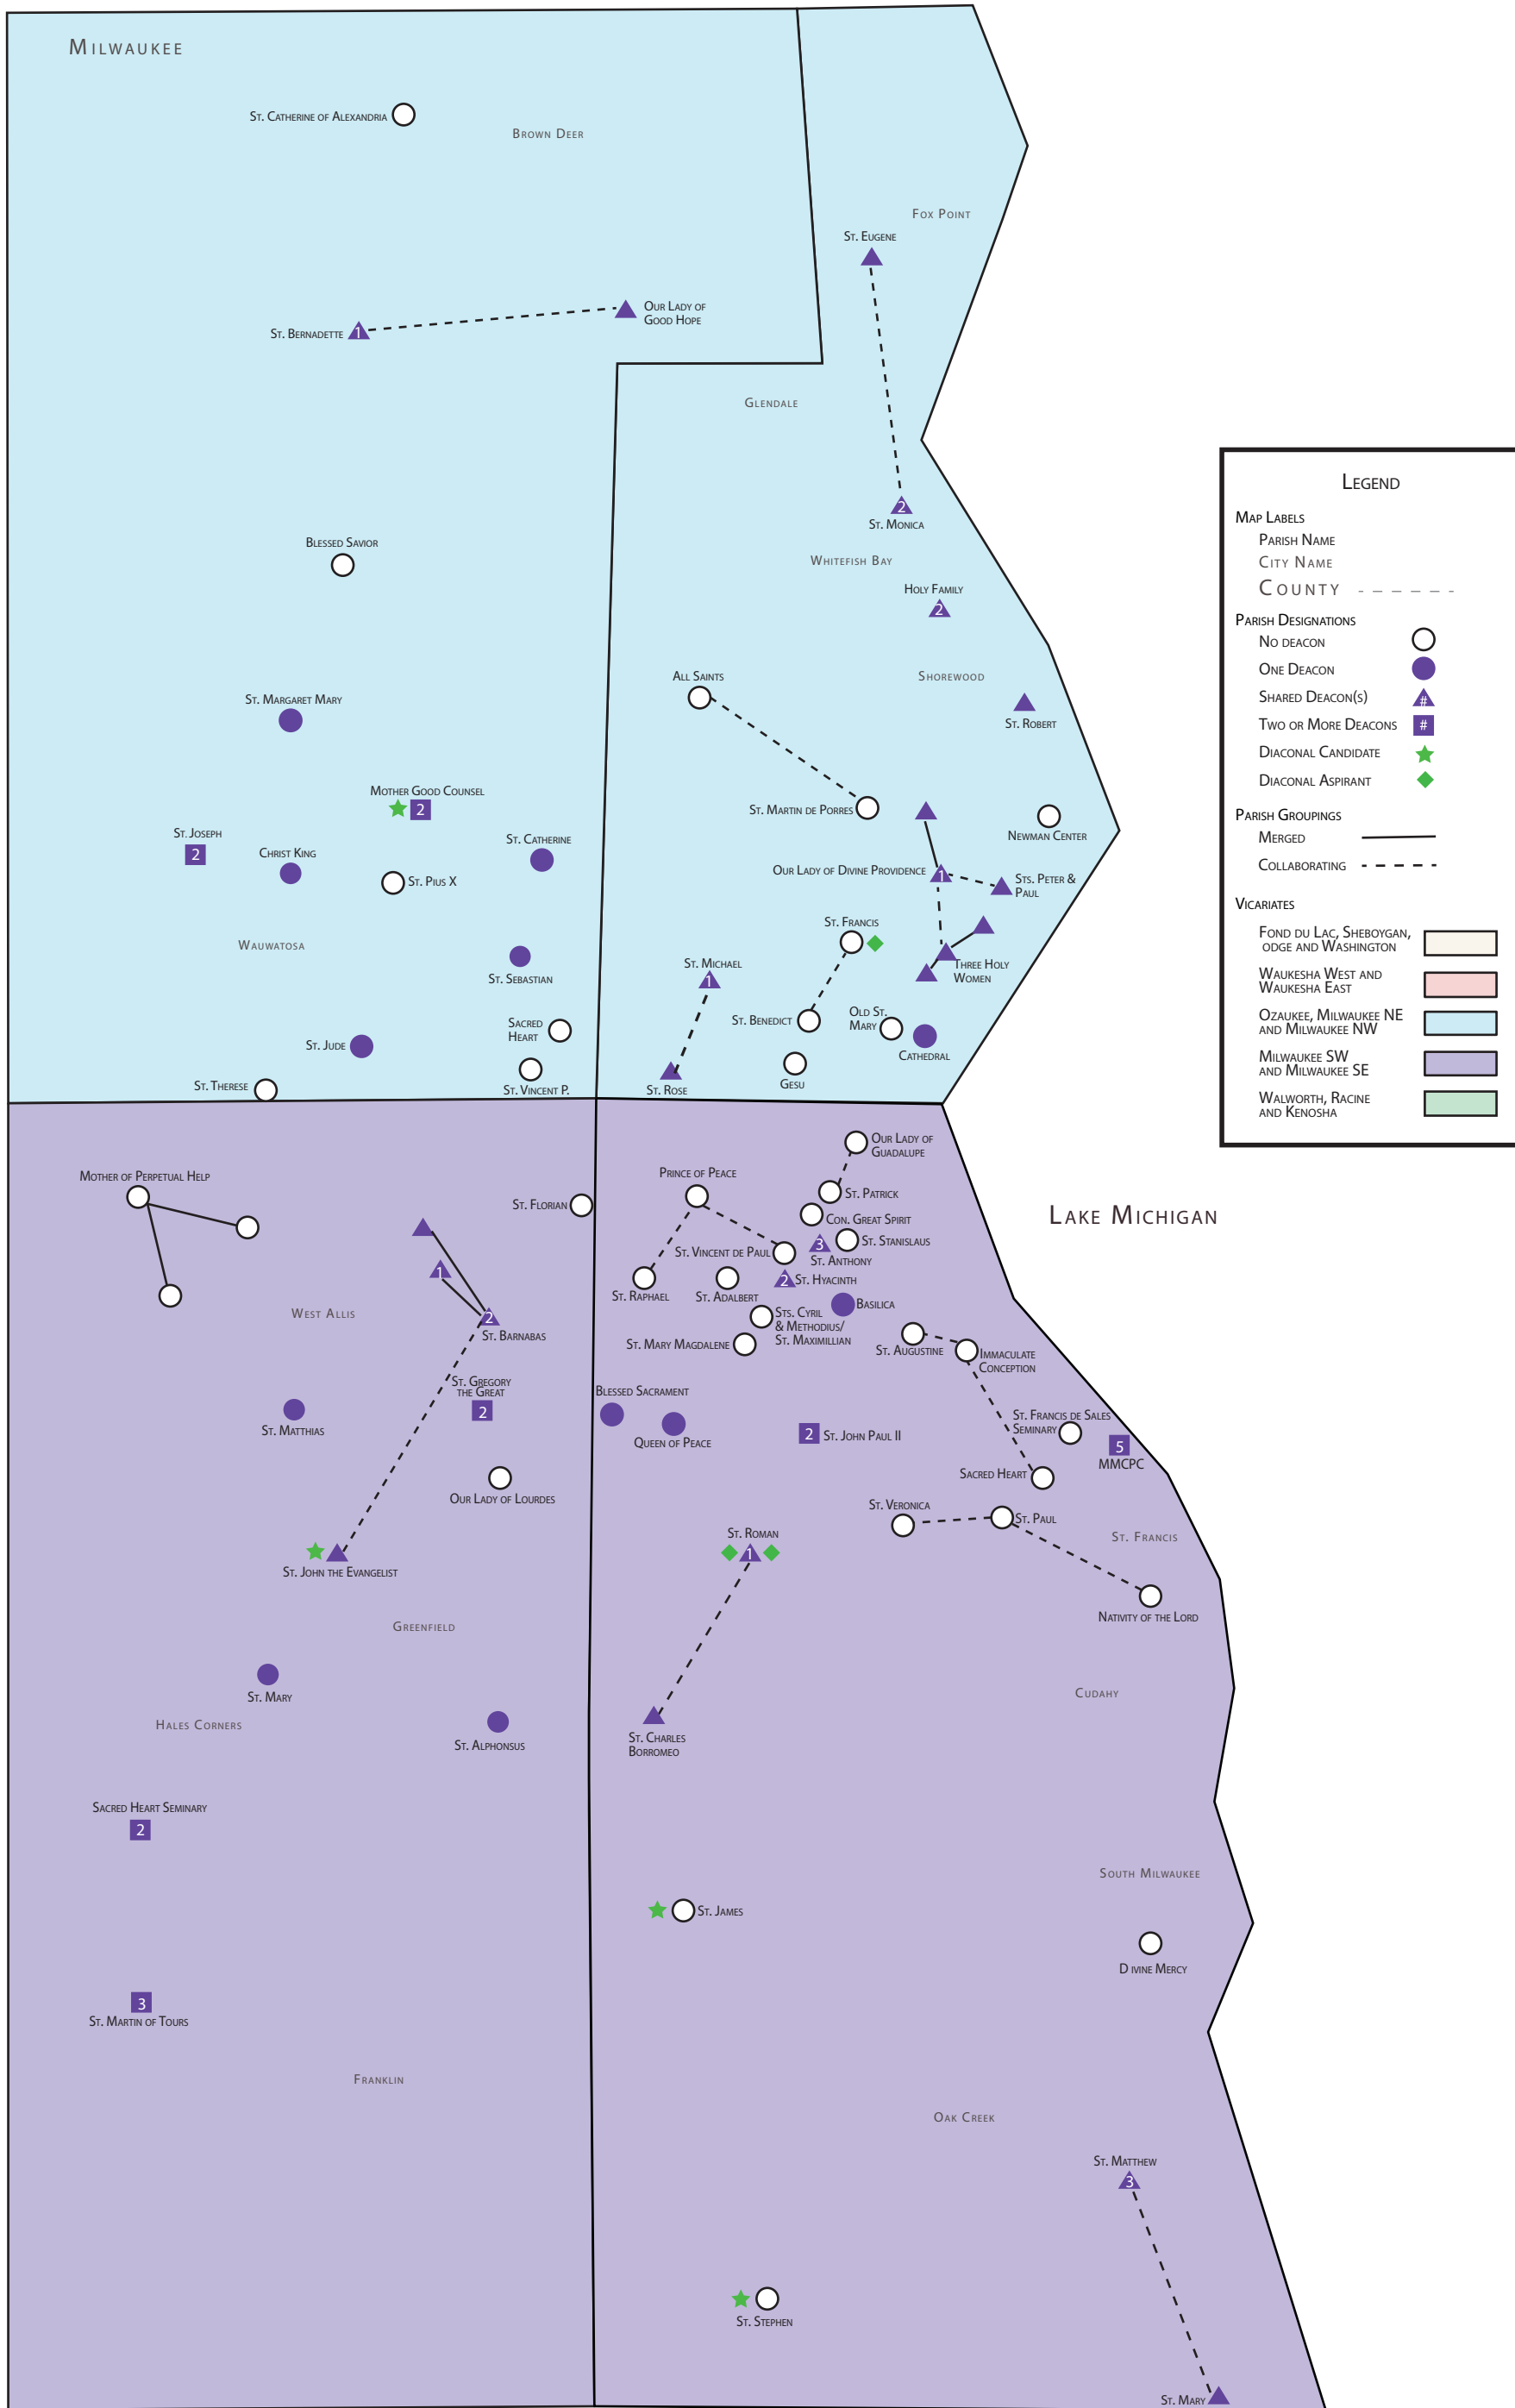 Milwaukee
St. Catherine of Alexandria
Brown Deer
Fox Point
St. Eugene
Our Lady of
Good Hope
St. Bernadette
1
Glendale
2
St. Monica
Blessed Savior
Whitefish Bay
Holy Family
2
All Saints
Shorewood
St. Margaret Mary
St. Robert
Mother Good Counsel
2
St. Martin de Porres
Newman Center
St. Joseph
2
Christ King
St. Catherine
St. Pius X
Our Lady of Divine Providence
1
Sts. Peter &
Paul
St. Francis
Wauwatosa
St. Sebastian
St. Michael
1
Three Holy
Women
Sacred
Heart
St. Benedict
Old St.
Mary
Cathedral
St. Jude
St. Therese
St. Vincent P.
St. Rose
Gesu
Legend
Map Labels
Parish Name
City Name
County
Parish Designations
No deacon
One Deacon
Shared Deacon(s)
#
Two or More Deacons
#
Diaconal Candidate
Diaconal Aspirant
Parish Groupings
Merged
Collaborating
Vicariates
Fond du Lac, Sheboygan,
odge and Washington
Waukesha West and
Waukesha East
Ozaukee, Milwaukee NE
and Milwaukee NW
Milwaukee SW
and Milwaukee SE
Walworth, Racine
and Kenosha
Our Lady of
Guadalupe
Mother of Perpetual Help
Prince of Peace
St. Patrick
St. Florian
Con. Great Spirit
Lake Michigan
St. Stanislaus
3
St. Anthony
St. Vincent de Paul
1
2
St. Hyacinth
St. Raphael
St. Adalbert
West Allis
2
St. Barnabas
Basilica
Sts. Cyril
& Methodius/
St. Maximillian
St. Mary Magdalene
St. Augustine
Immaculate
Conception
St. Gregory
the Great
2
Blessed Sacrament
Queen of Peace
St. Matthias
2
St. John Paul II
St. Francis de Sales
Seminary
5
MMCPC
Sacred Heart
Our Lady of Lourdes
St. Veronica
St. Paul
St. Roman
1
St. Francis
St. John the Evangelist
Nativity of the Lord
Greenfield
St. Mary
Cudahy
Hales Corners
St. Alphonsus
St. Charles
Borromeo
Sacred Heart Seminary
2
South Milwaukee
St. James
D ivine Mercy
3
St. Martin of Tours
Franklin
Oak Creek
St. Matthew
3
St. Stephen
St. Mary